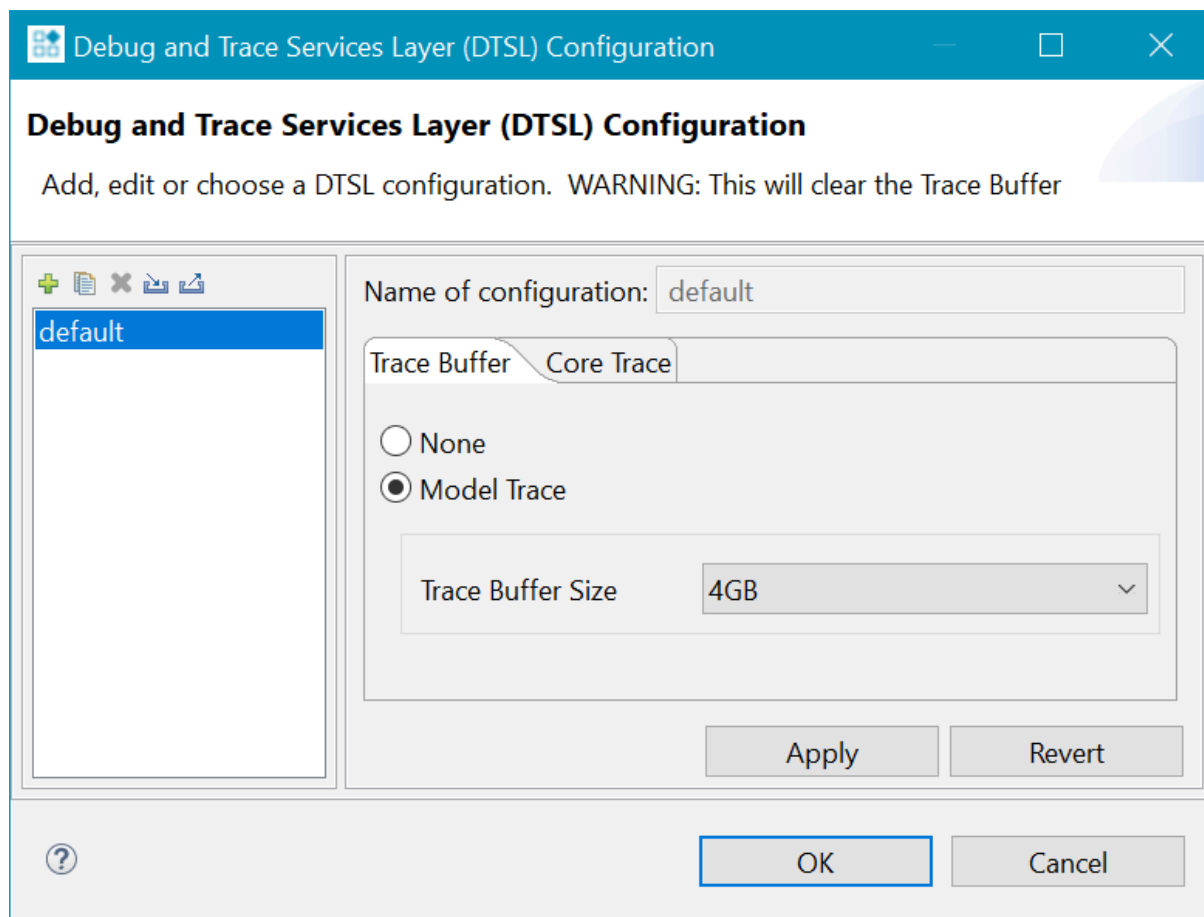 Debug and Trace Services Layer (DTSL) Configuration
Debug and Trace Services Layer (DTSL) Configuration
Add, edit or choose a DTSL configuration.  WARNING: This will clear the Trace Buffer
default
Name of configuration: default
Trace Buffer Core Trace
None
Model Trace
Trace Buffer Size 4GB
Apply Revert
OK Cancel